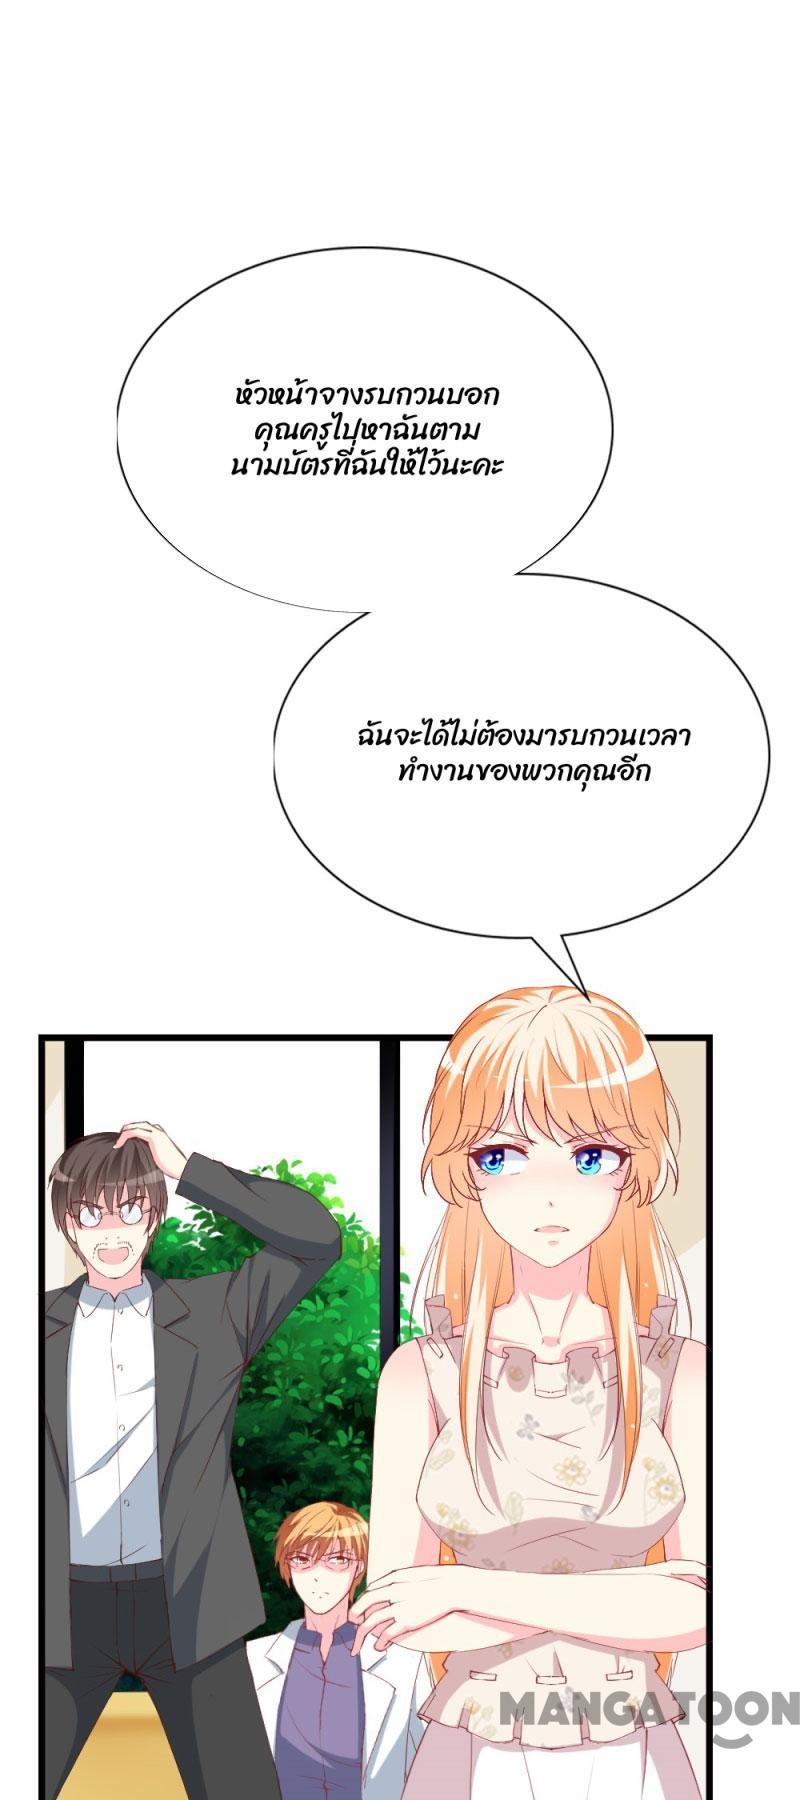 หัวหน้าจางรบกวนบอก
คุณครูไปหาฉันตาม
นามบัตรที่ฉันให้ไว้นะคะ
ฉันจะได้ไม่ต้องมารบกวนเวลา
ทำงานของพวกคุณอีก
MANGATOON